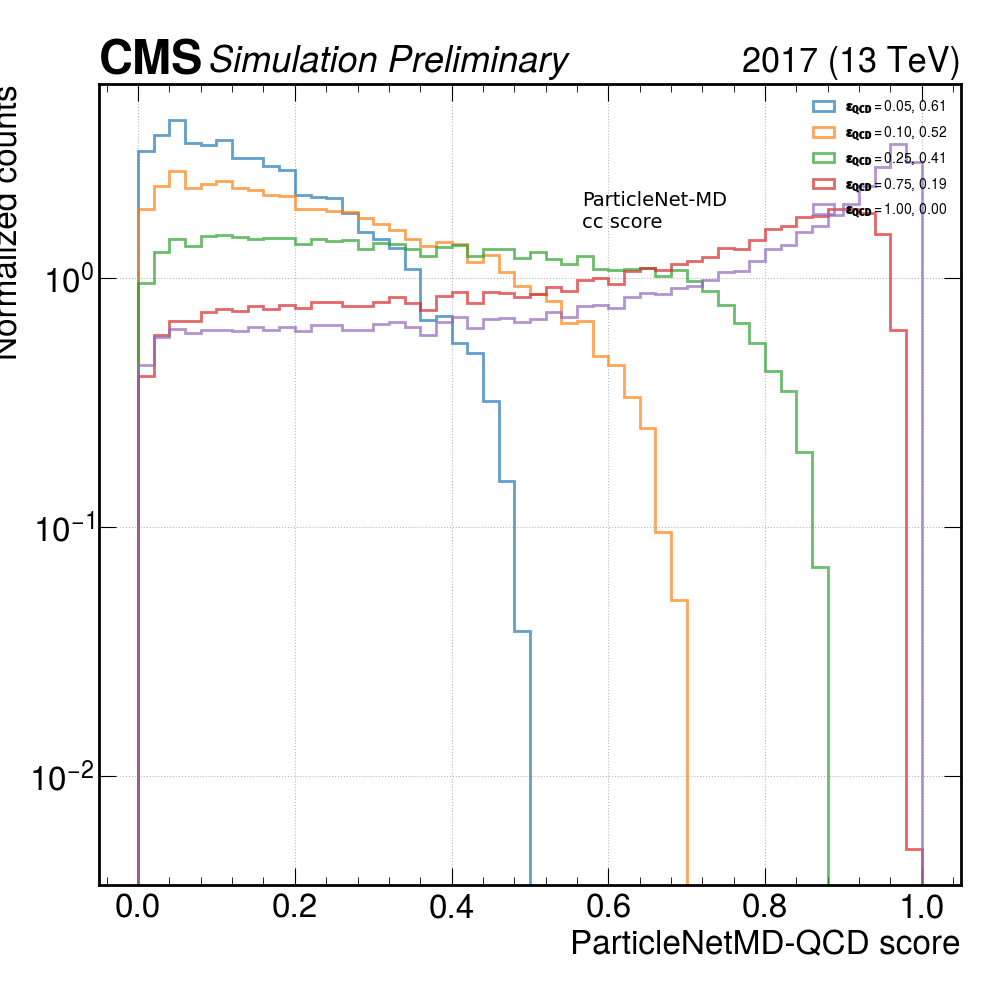 CMS Simulation Preliminary 2017 (13 TeV)
Normalized counts
ε_QCD = 0.05, 0.61
ε_QCD = 0.10, 0.52
ε_QCD = 0.25, 0.41
ε_QCD = 0.75, 0.19
ε_QCD = 1.00, 0.00
ParticleNet-MD
cc score
10⁰
10⁻¹
10⁻²
0.0 0.2 0.4 0.6 0.8 1.0
ParticleNetMD-QCD score